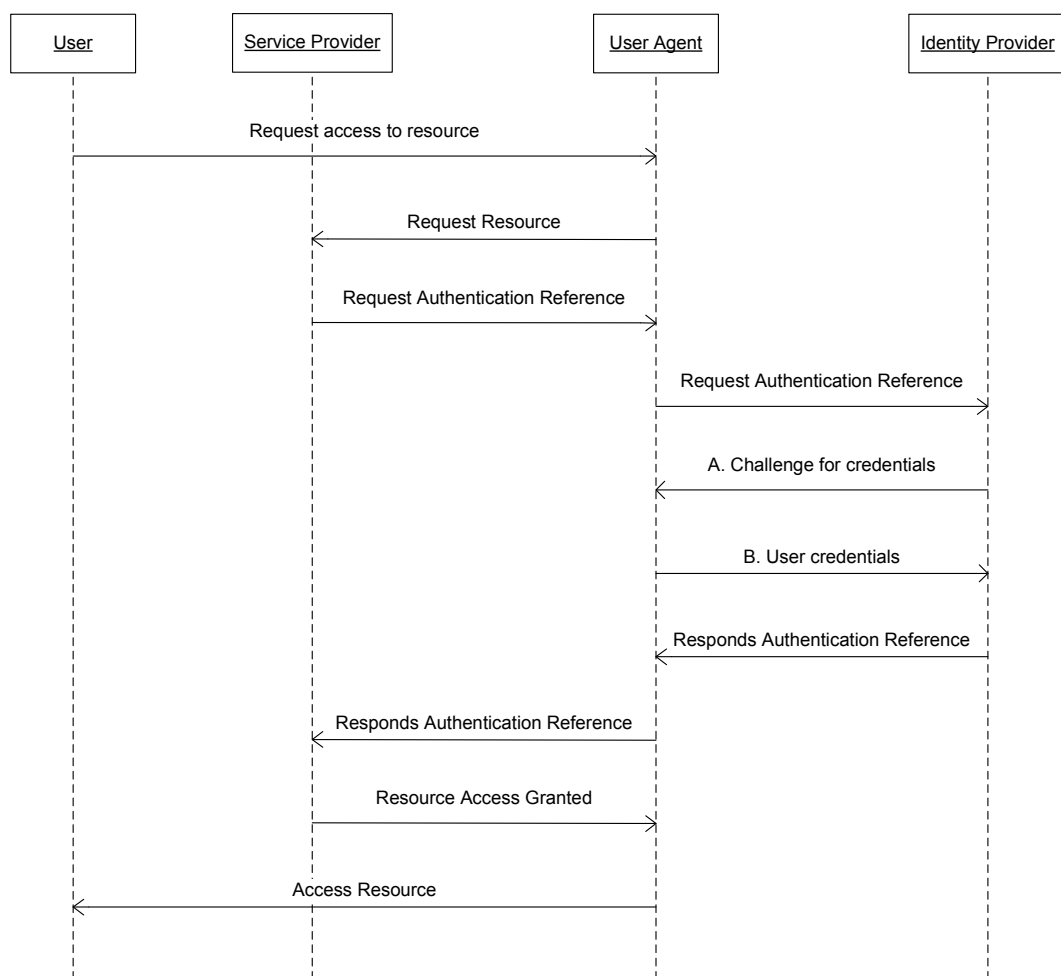 User
Service Provider
User Agent
Identity Provider
Request access to resource
Request Resource
Request Authentication Reference
Request Authentication Reference
A. Challenge for credentials
B. User credentials
Responds Authentication Reference
Responds Authentication Reference
Resource Access Granted
Access Resource